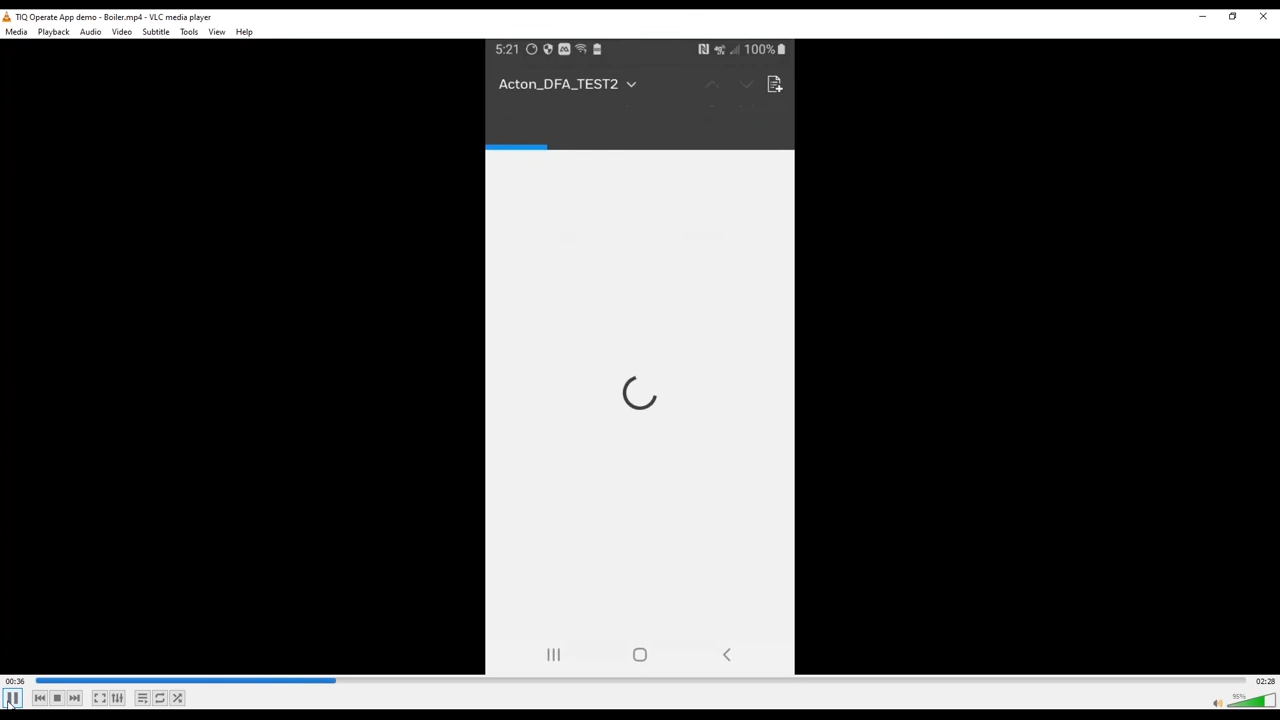 TIQ Operate App demo - Boiler.mp4 - VLC media player
Media Playback Audio Video Subtitle Tools View Help
5:21 100%
Acton_DFA_TEST2
00:36 02:28
95%